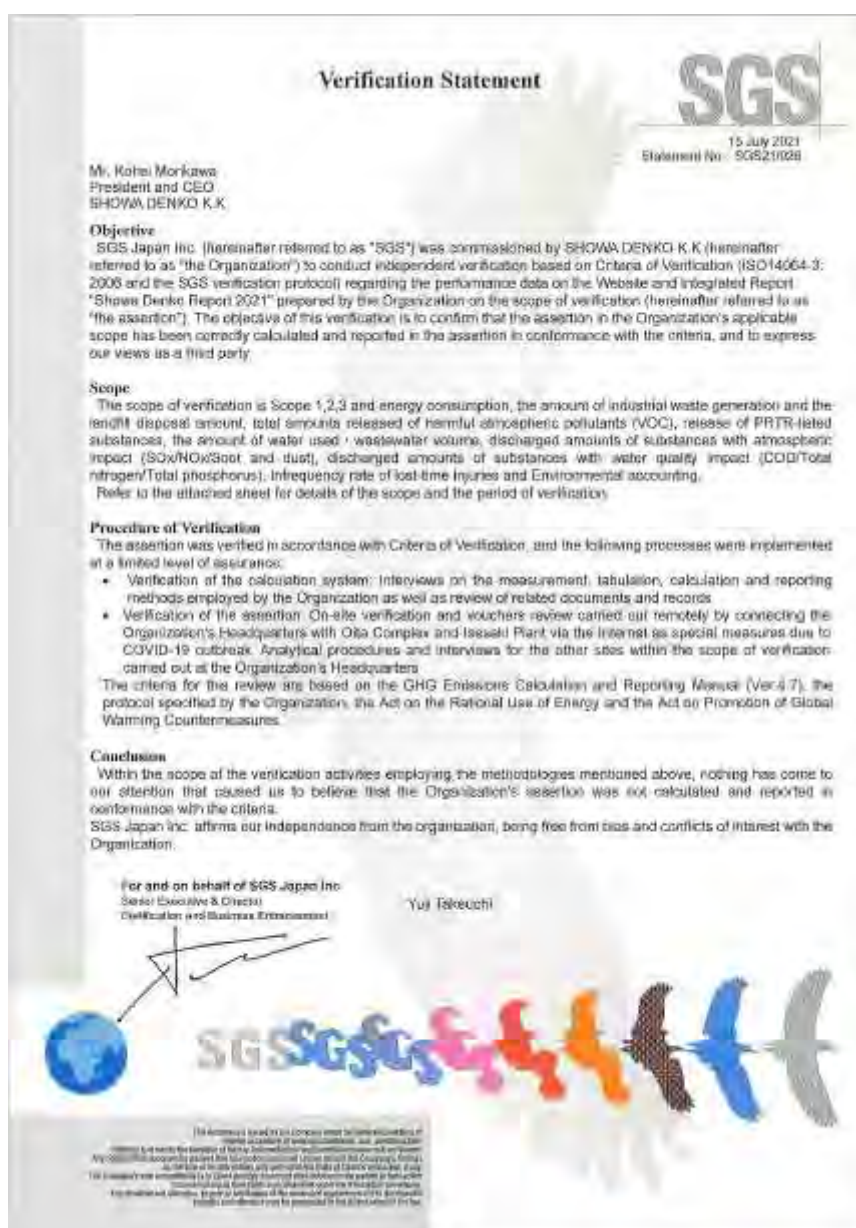 Verification Statement
SGS
15 July 2021
Statement No. SGS21/026
Mr. Kohei Morikawa
President and CEO
SHOWA DENKO K.K
Objective
SGS Japan Inc. (hereinafter referred to as "SGS") was commissioned by SHOWA DENKO K.K (hereinafter
referred to as "the Organization") to conduct independent verification based on Criteria of Verification (ISO14064-3:
2006 and the SGS verification protocol) regarding the performance data on the Website and Integrated Report
"Showa Denko Report 2021" prepared by the Organization on the scope of verification (hereinafter referred to as
"the assertion"). The objective of this verification is to confirm that the assertion in the Organization's applicable
scope has been correctly calculated and reported in the assertion in conformance with the criteria, and to express
our views as a third party.
Scope
The scope of verification is Scope 1,2,3 and energy consumption, the amount of industrial waste generation and the
landfill disposal amount, total amounts released of harmful atmospheric pollutants (VOC), release of PRTR-listed
substances, the amount of water used / wastewater volume, discharged amounts of substances with atmospheric
impact (SOx/NOx/Soot and dust), discharged amounts of substances with water quality impact (COD/Total
nitrogen/Total phosphorus), Infrequency rate of lost-time injuries and Environmental accounting.
Refer to the attached sheet for details of the scope and the period of verification.
Procedure of Verification
The assertion was verified in accordance with Criteria of Verification, and the following processes were implemented
at a limited level of assurance:
• Verification of the calculation system: Interviews on the measurement, tabulation, calculation and reporting
methods employed by the Organization as well as review of related documents and records
• Verification of the assertion: On-site verification and vouchers review carried out remotely by connecting the
Organization's Headquarters with Oita Complex and Isesaki Plant via the internet as special measures due to
COVID-19 outbreak. Analytical procedures and interviews for the other sites within the scope of verification
carried out at the Organization's Headquarters
The criteria for this review are based on the GHG Emissions Calculation and Reporting Manual (Ver.4.7), the
protocol specified by the Organization, the Act on the Rational Use of Energy and the Act on Promotion of Global
Warming Countermeasures.
Conclusion
Within the scope of the verification activities employing the methodologies mentioned above, nothing has come to
our attention that caused us to believe that the Organization's assertion was not calculated and reported in
conformance with the criteria.
SGS Japan Inc. affirms our independence from the organization, being free from bias and conflicts of interest with the
Organization.
For and on behalf of SGS Japan Inc.
Senior Executive & Director
Certification and Business Enhancement
Yuji Takeuchi
SGS SGS SGS